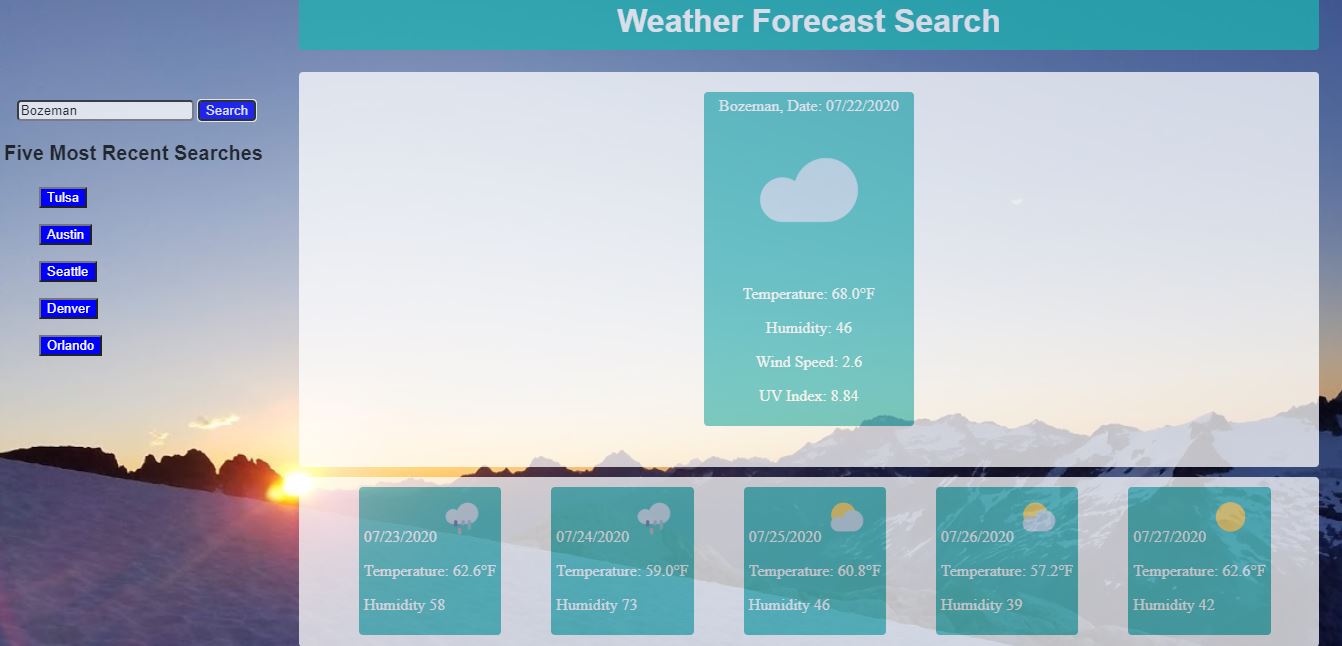 Weather Forecast Search
Bozeman Search
Five Most Recent Searches
Tulsa
Austin
Seattle
Denver
Orlando
Bozeman, Date: 07/22/2020
Temperature: 68.0°F
Humidity: 46
Wind Speed: 2.6
UV Index: 8.84
07/23/2020
Temperature: 62.6°F
Humidity 58
07/24/2020
Temperature: 59.0°F
Humidity 73
07/25/2020
Temperature: 60.8°F
Humidity 46
07/26/2020
Temperature: 57.2°F
Humidity 39
07/27/2020
Temperature: 62.6°F
Humidity 42